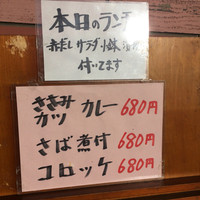 本日のランチ
赤だし サラダ 小鉢
付いてます
ささみカツ カレー 680円
さば煮付 680円
コロッケ 680円